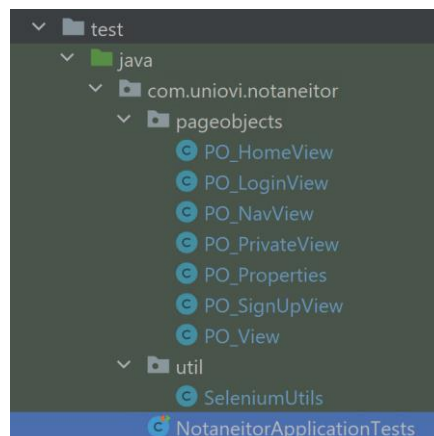 test
java
com.uniovi.notaneitor
pageobjects
PO_HomeView
PO_LoginView
PO_NavView
PO_PrivateView
PO_Properties
PO_SignUpView
PO_View
util
SeleniumUtils
NotaneitorApplicationTests